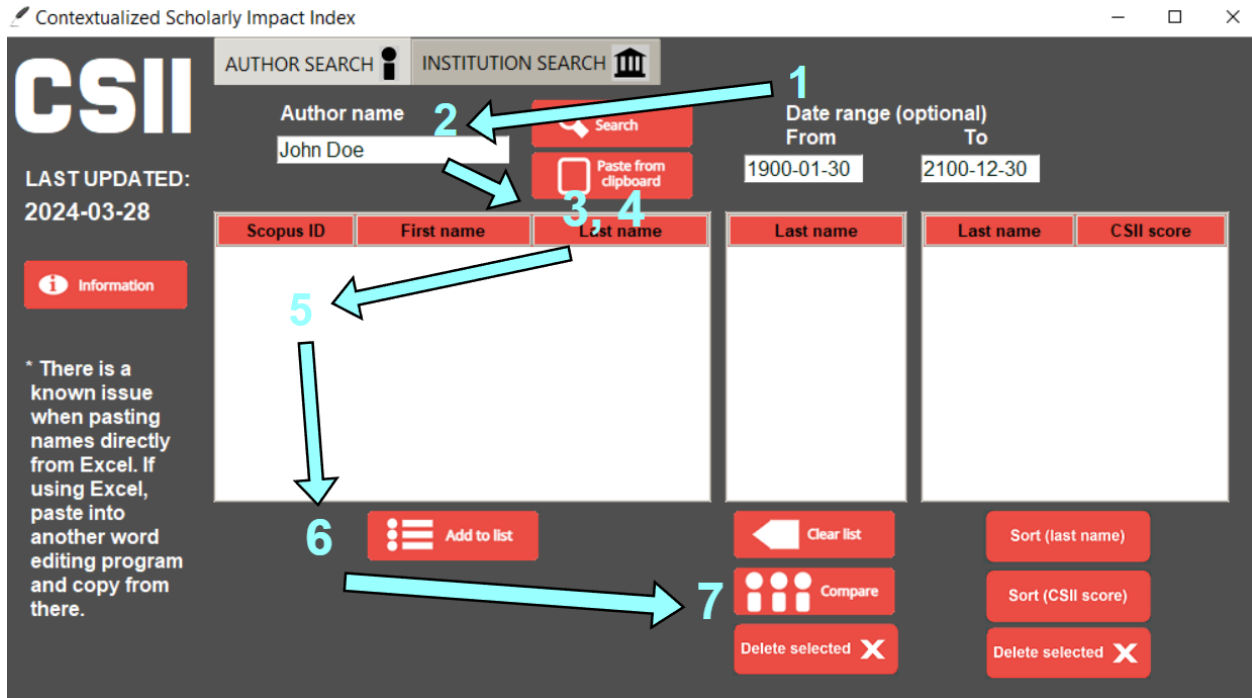 Contextualized Scholarly Impact Index
CSII
LAST UPDATED:
2024-03-28
Information
* There is a
known issue
when pasting
names directly
from Excel. If
using Excel,
paste into
another word
editing program
and copy from
there.
AUTHOR SEARCH
INSTITUTION SEARCH
1
Author name
2
John Doe
Search
Paste from
clipboard
3, 4
Date range (optional)
From To
1900-01-30 2100-12-30
Scopus ID First name Last name
5
6
Add to list
Last name
Clear list
7
Compare
Delete selected X
Last name CSII score
Sort (last name)
Sort (CSII score)
Delete selected X